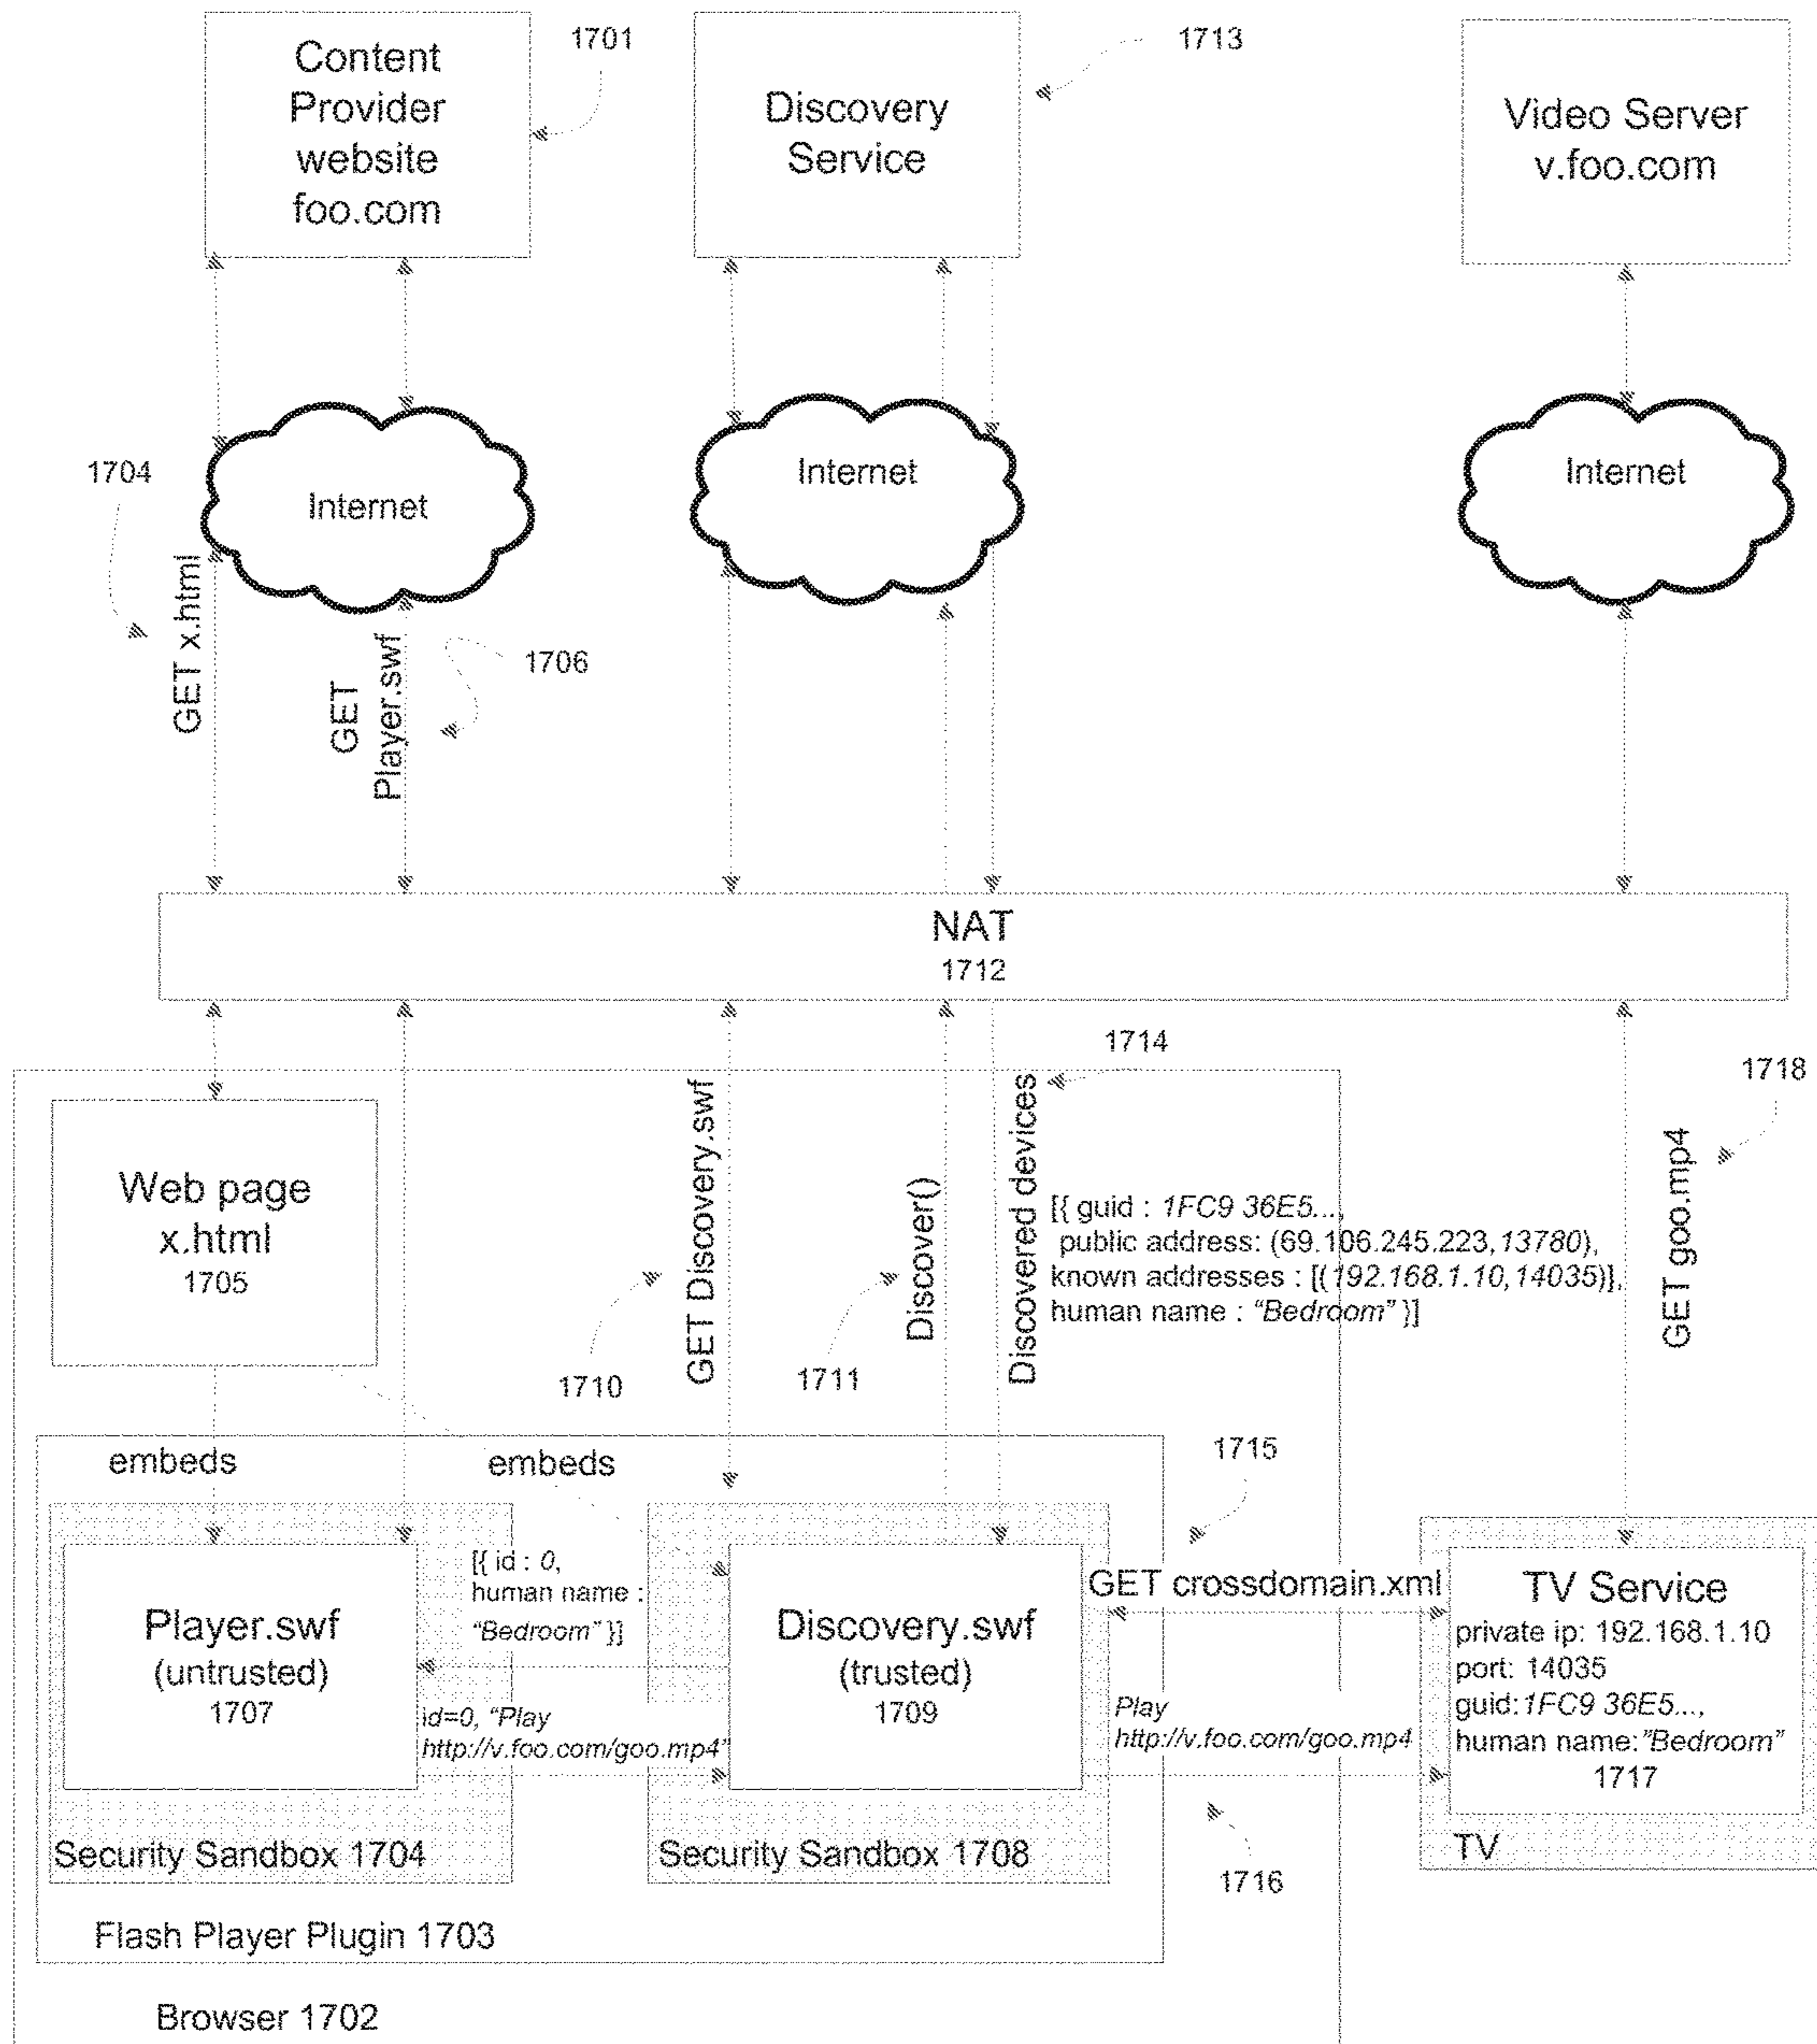 Content
Provider
website
foo.com
1701
Discovery
Service
1713
Video Server
v.foo.com
Internet
Internet
Internet
1704
GET x.html
GET
Player.swf
1706
NAT
1712
1714
1718
Web page
x.html
1705
GET Discovery.swf
1710
Discover()
1711
Discovered devices
[{ guid : 1FC9 36E5...,
public address: (69.106.245.223,13780),
known addresses : [(192.168.1.10,14035)},
human name : "Bedroom" }]
GET goo.mp4
embeds
embeds
1715
Player.swf
(untrusted)
1707
[{ id : 0,
human name :
"Bedroom" }]
id=0, "Play
http://v.foo.com/goo.mp4"
Discovery.swf
(trusted)
1709
GET crossdomain.xml
Play
http://v.foo.com/goo.mp4
1716
TV Service
private ip: 192.168.1.10
port: 14035
guid:1FC9 36E5...,
human name:"Bedroom"
1717
TV
Security Sandbox 1704
Security Sandbox 1708
Flash Player Plugin 1703
Browser 1702